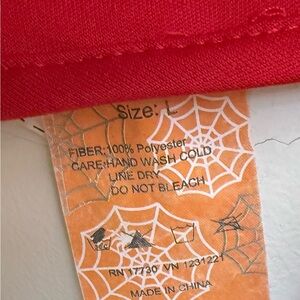 Size: L
FIBER:100% Polyester
CARE:HAND WASH COLD
LINE DRY
DO NOT BLEACH
RN 17730 VN 1231221
MADE IN CHINA